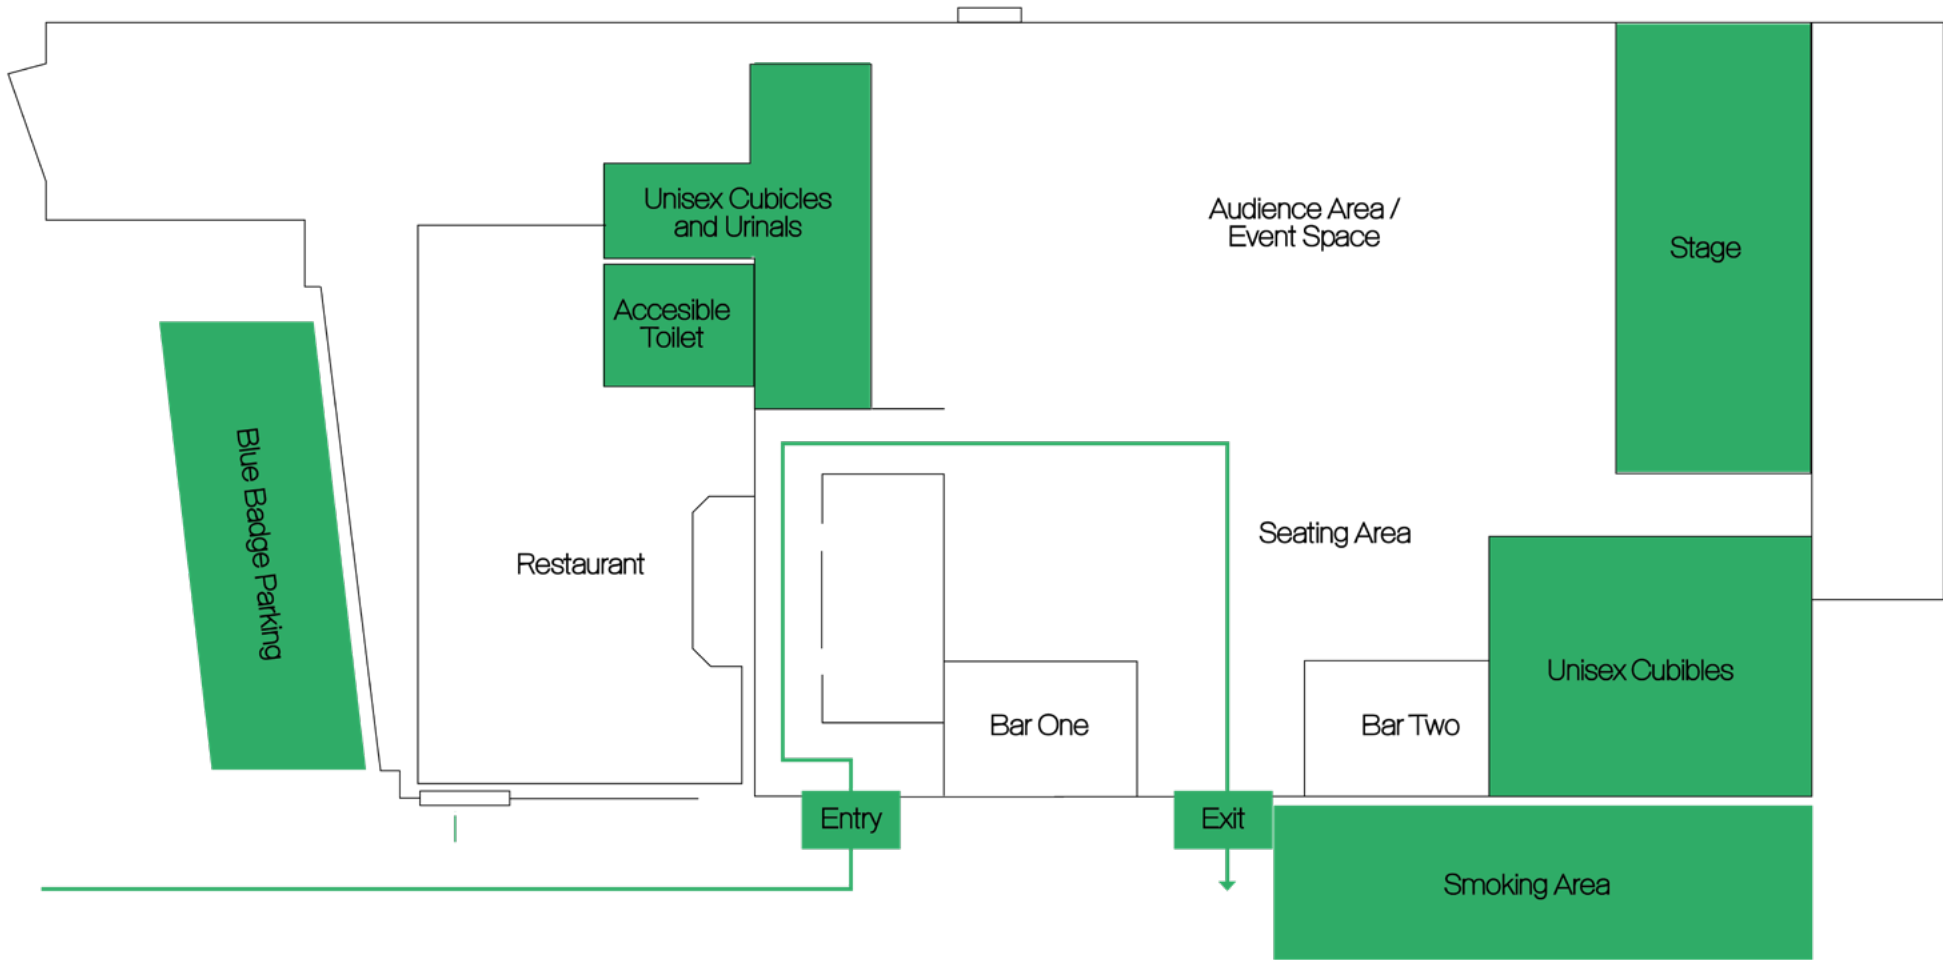 Unisex Cubicles
and Urinals
Audience Area /
Event Space
Stage
Accesible
Toilet
Blue Badge Parking
Restaurant
Seating Area
Unisex Cubibles
Bar One
Bar Two
Entry
Exit
Smoking Area